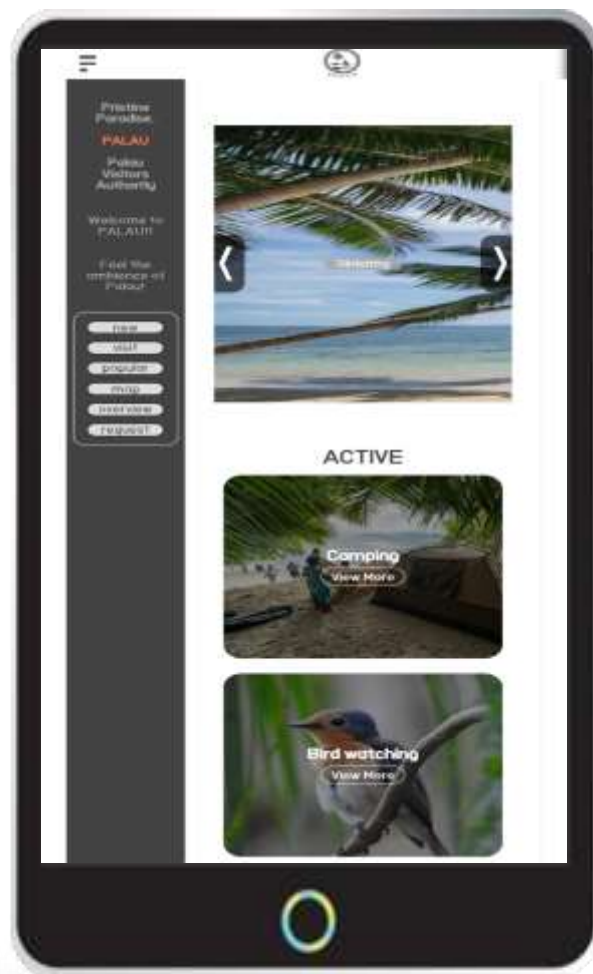 Pristine
Paradise.
PALAU
Palau
Visitors
Authority
Welcome to
PALAU!!
Feel the
ambience of
Palau!
new
visit
popular
map
overview
request
ACTIVE
Camping
View More
Bird watching
View More